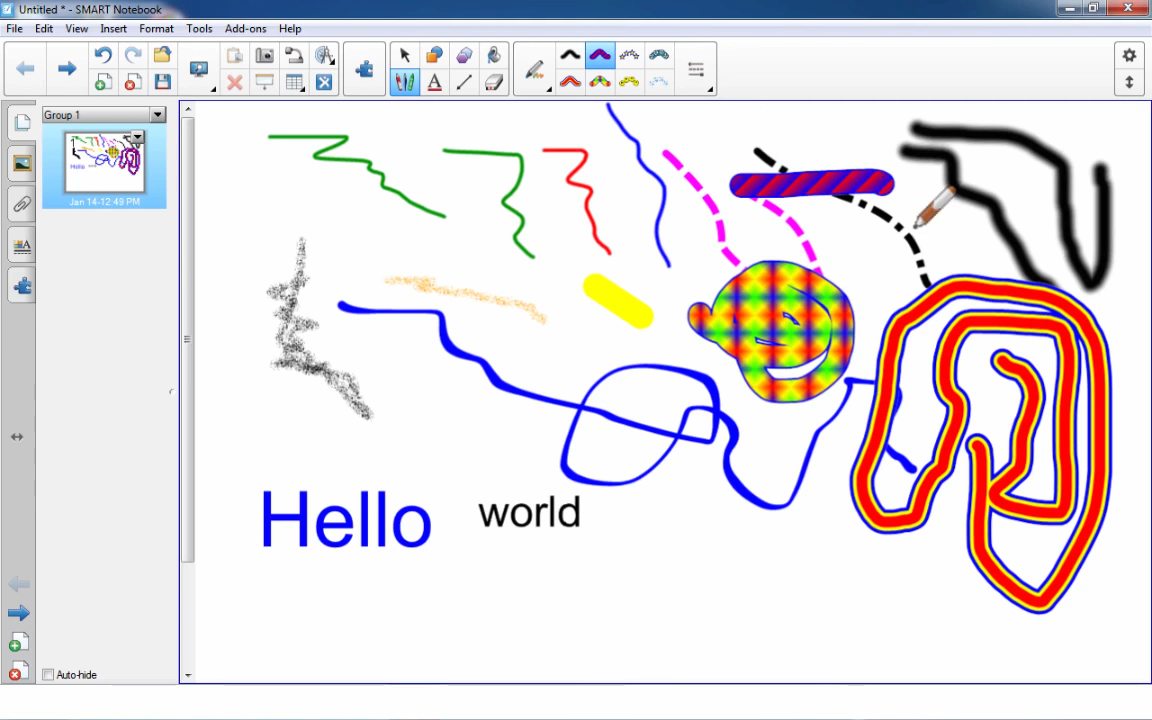 Untitled * - SMART Notebook
File Edit View Insert Format Tools Add-ons Help
Group 1
Jan 14-12:49 PM
Hello world
Auto-hide